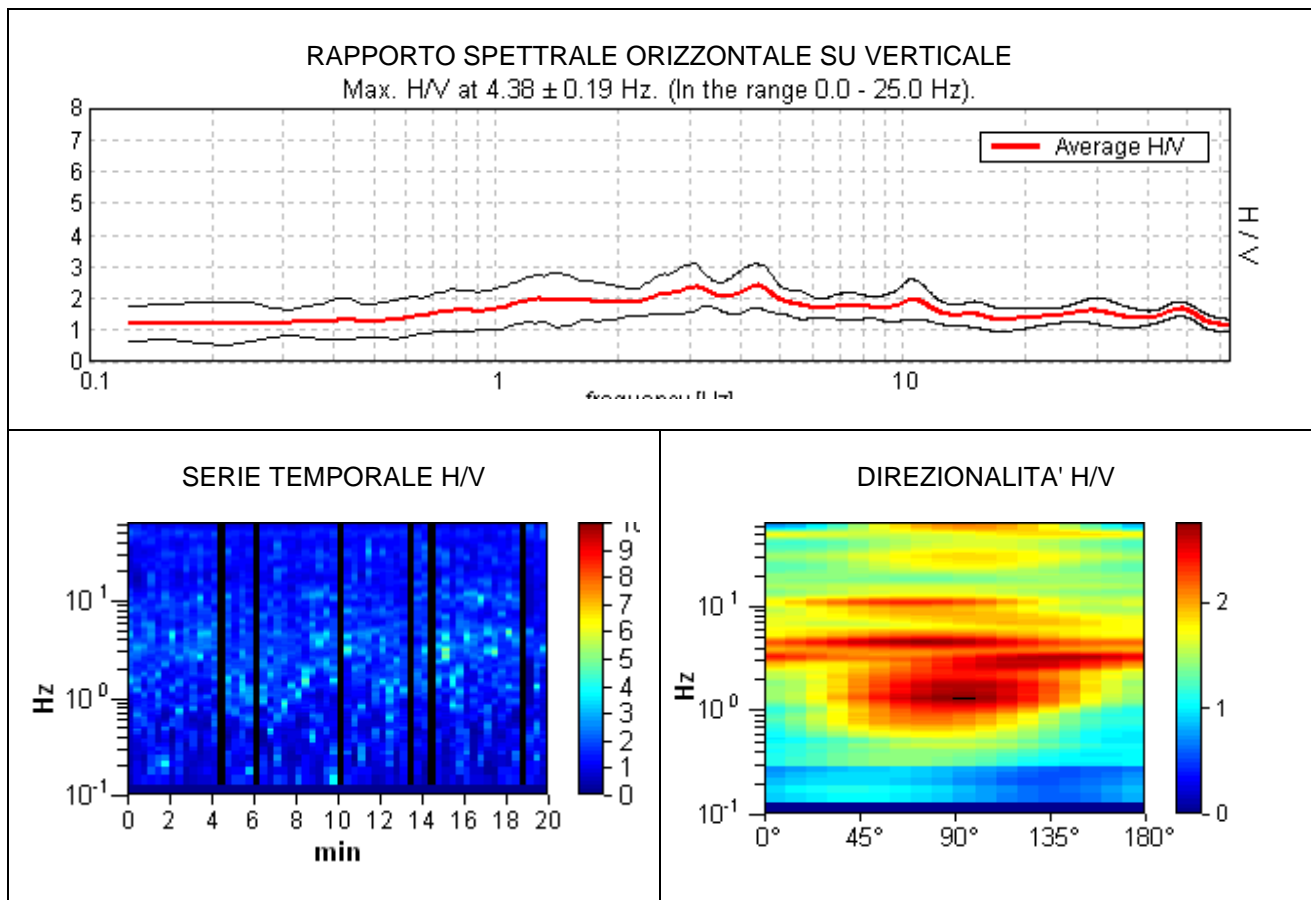 RAPPORTO SPETTRALE ORIZZONTALE SU VERTICALE
Max. H/V at 4.38 ± 0.19 Hz. (In the range 0.0 - 25.0 Hz).
8
7
6
5
4
3
2
1
0
Average H/V
H/V
0.1
1
10
frequency [Hz]
SERIE TEMPORALE H/V
Hz
10¹
10⁰
10⁻¹
0 2 4 6 8 10 12 14 16 18 20
min
9
8
7
6
5
4
3
2
1
0
DIREZIONALITA' H/V
Hz
10¹
10⁰
10⁻¹
0° 45° 90° 135° 180°
2
1
0